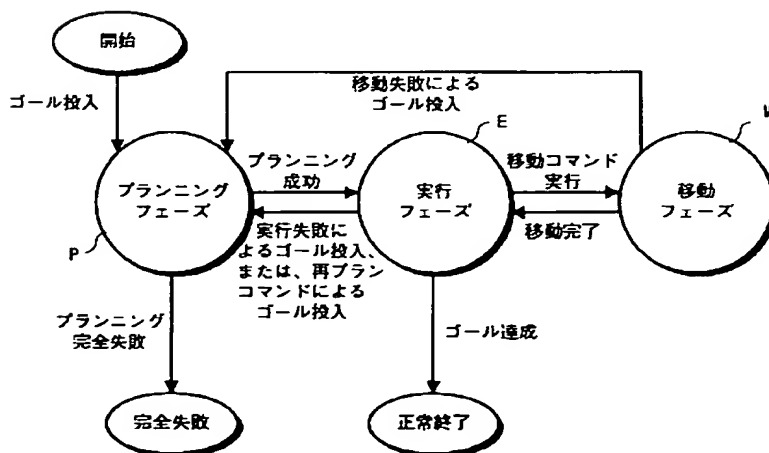 開始
ゴール投入
移動失敗による
ゴール投入
E
プランニング
フェーズ
P
プランニング
成功
実行失敗に
よるゴール投入、
または、再プラン
コマンドによる
ゴール投入
実行
フェーズ
移動コマンド
実行
移動完了
移動
フェーズ
プランニング
完全失敗
ゴール達成
完全失敗
正常終了